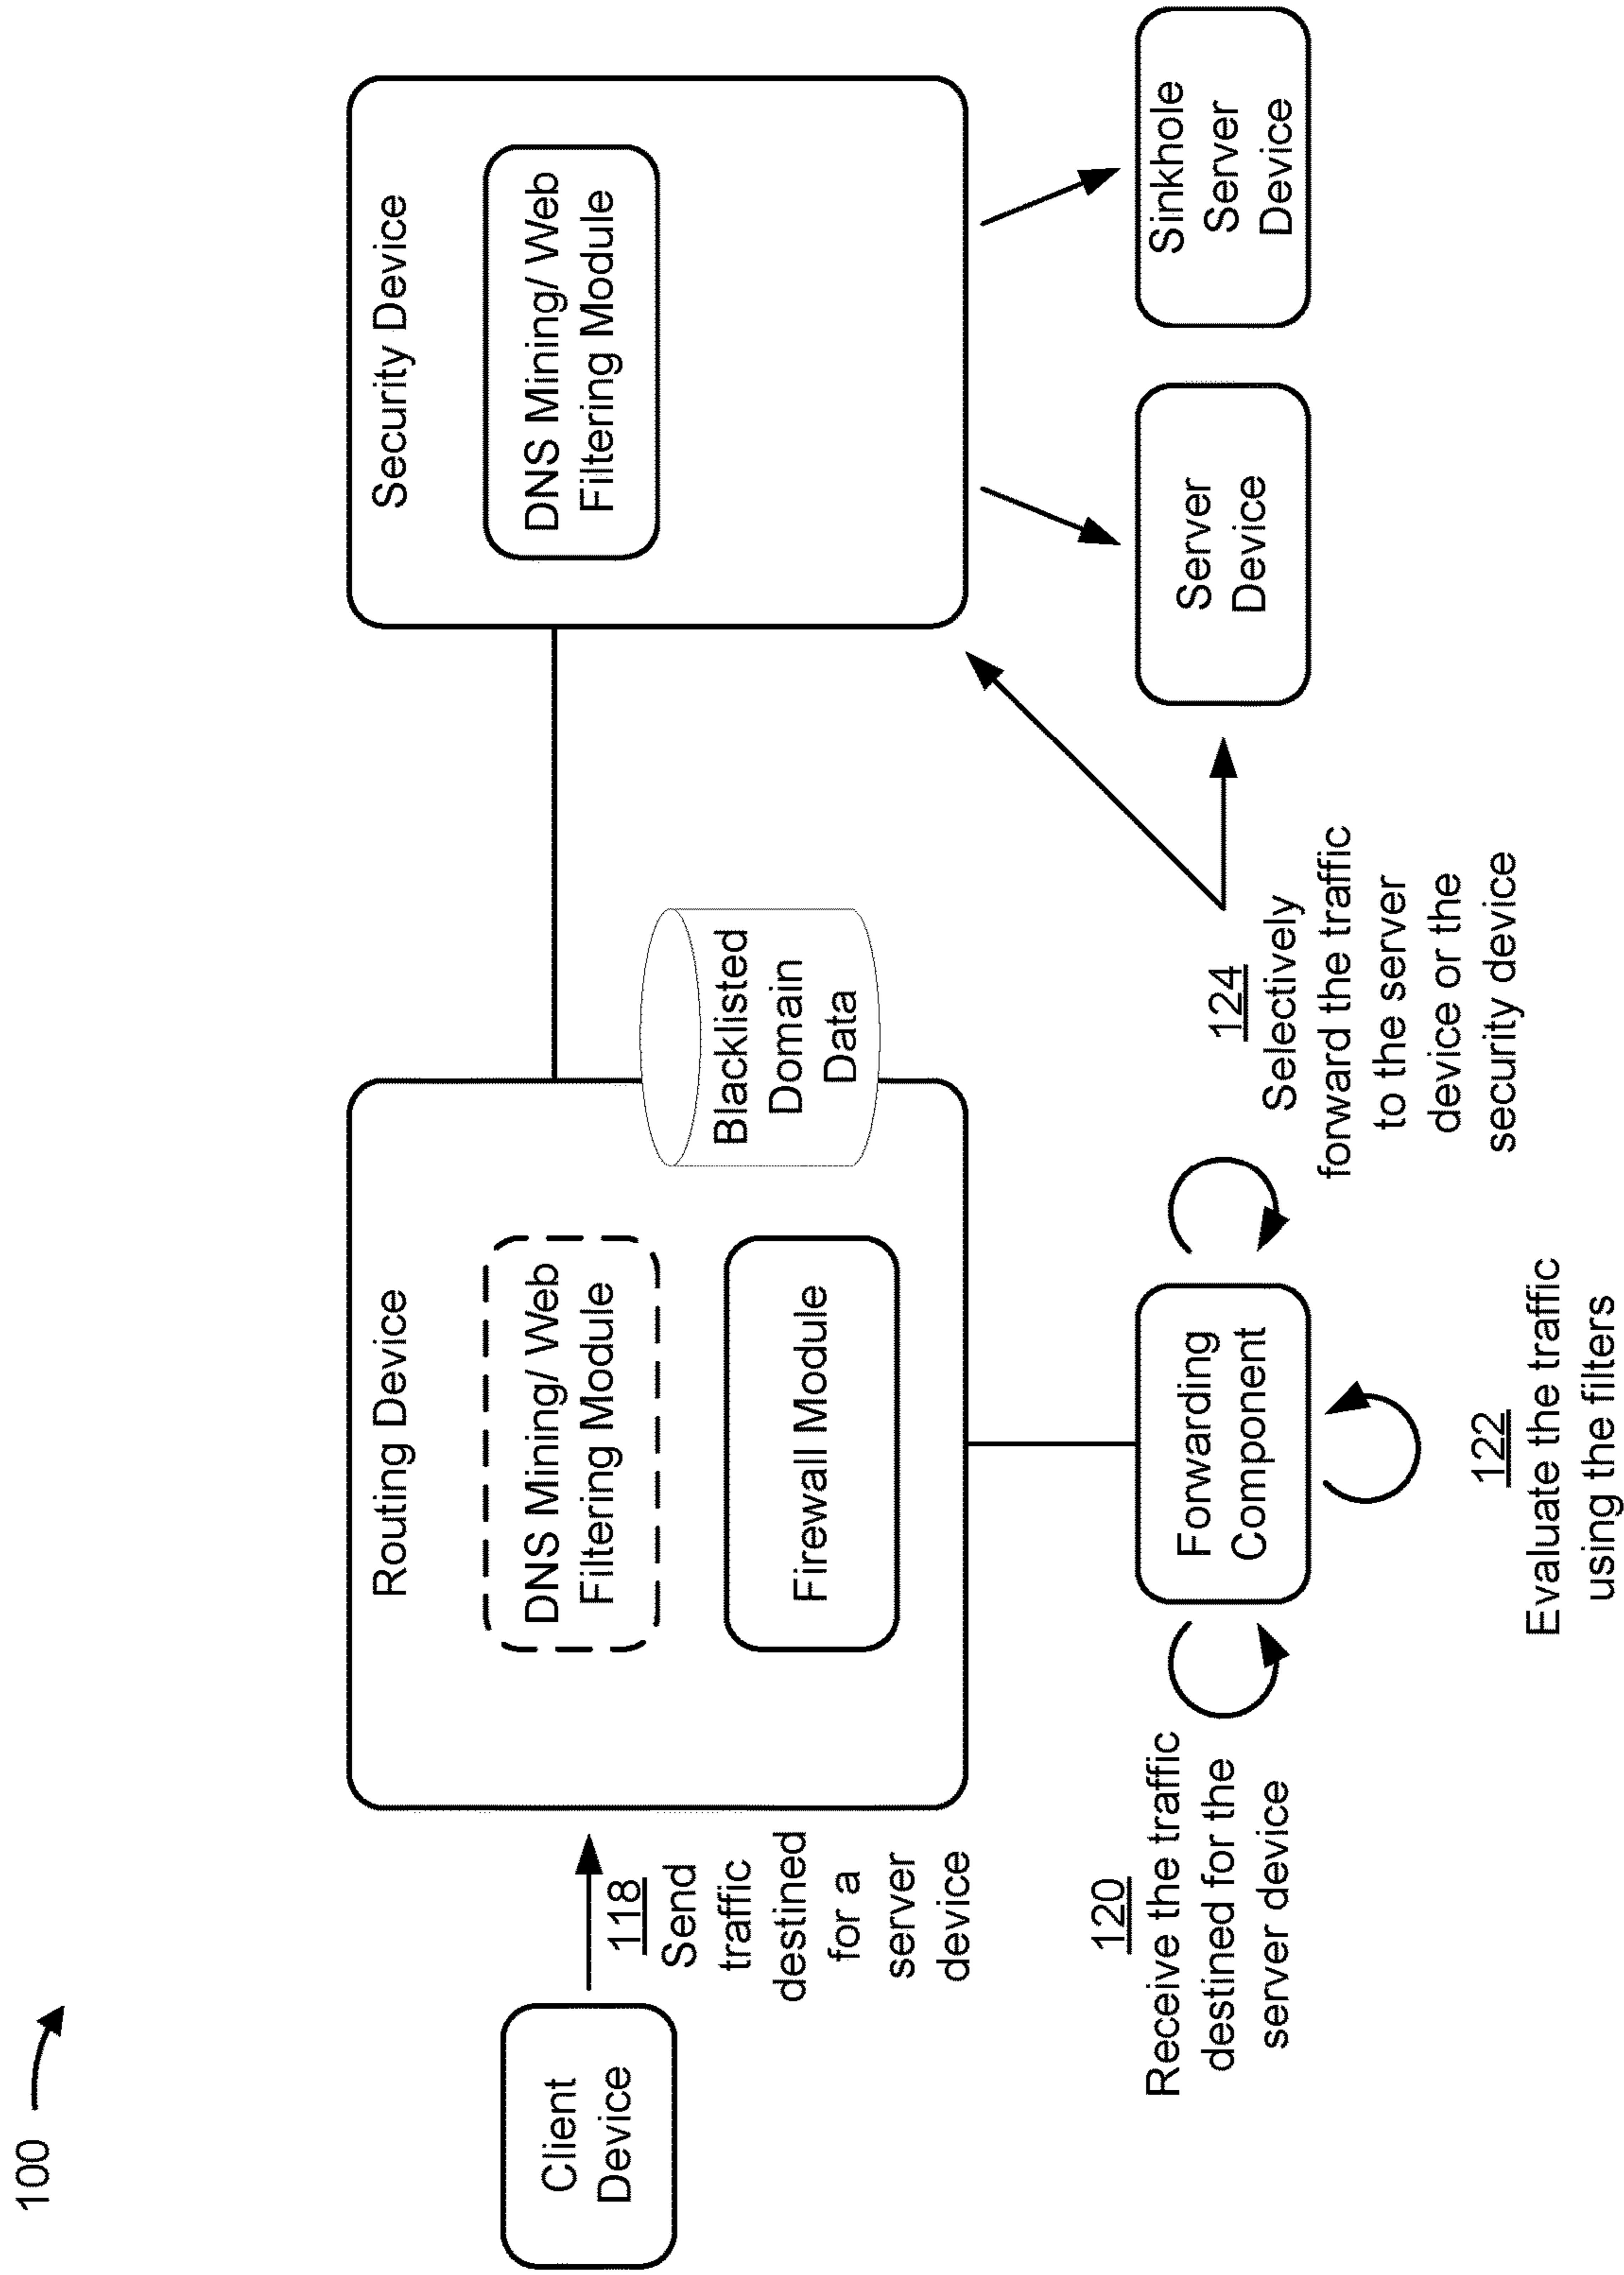 100
Client
Device
118
Send
traffic
destined
for a
server
device
Routing Device
DNS Mining/ Web
Filtering Module
Firewall Module
Blacklisted
Domain
Data
Security Device
DNS Mining/ Web
Filtering Module
120
Receive the traffic
destined for the
server device
Forwarding
Component
122
Evaluate the traffic
using the filters
124
Selectively
forward the traffic
to the server
device or the
security device
Server
Device
Sinkhole
Server
Device